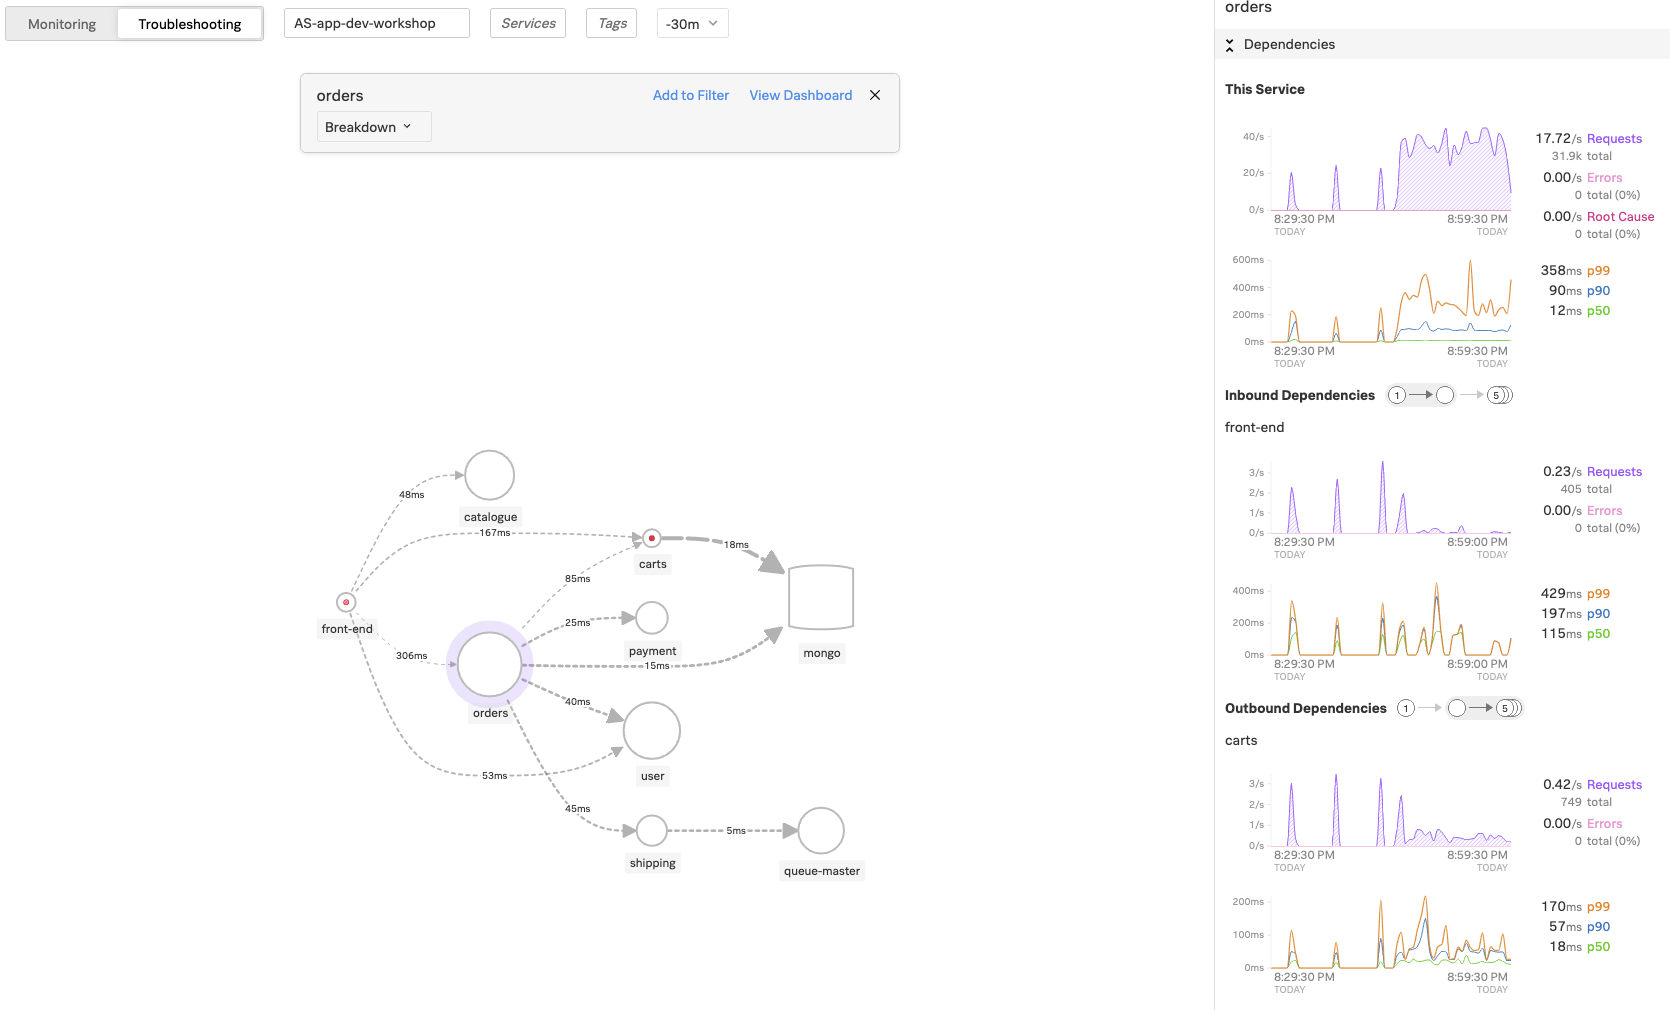 Monitoring
Troubleshooting
AS-app-dev-workshop
Services
Tags
-30m
orders
Add to Filter
View Dashboard
Breakdown
48ms
catalogue
167ms
carts
18ms
85ms
front-end
25ms
payment
mongo
306ms
15ms
orders
40ms
user
53ms
45ms
5ms
shipping
queue-master
orders
Dependencies
This Service
40/s
20/s
0/s
8:29:30 PM
TODAY
8:59:30 PM
TODAY
17.72/s Requests
31.9k total
0.00/s Errors
0 total (0%)
0.00/s Root Cause
0 total (0%)
600ms
400ms
200ms
0ms
8:29:30 PM
TODAY
8:59:30 PM
TODAY
358ms p99
90ms p90
12ms p50
Inbound Dependencies 1 5
front-end
3/s
2/s
1/s
0/s
8:29:30 PM
TODAY
8:59:00 PM
TODAY
0.23/s Requests
405 total
0.00/s Errors
0 total (0%)
400ms
200ms
0ms
8:29:30 PM
TODAY
8:59:00 PM
TODAY
429ms p99
197ms p90
115ms p50
Outbound Dependencies 1 5
carts
3/s
2/s
1/s
0/s
8:29:30 PM
TODAY
8:59:30 PM
TODAY
0.42/s Requests
749 total
0.00/s Errors
0 total (0%)
200ms
100ms
0ms
8:29:30 PM
TODAY
8:59:30 PM
TODAY
170ms p99
57ms p90
18ms p50